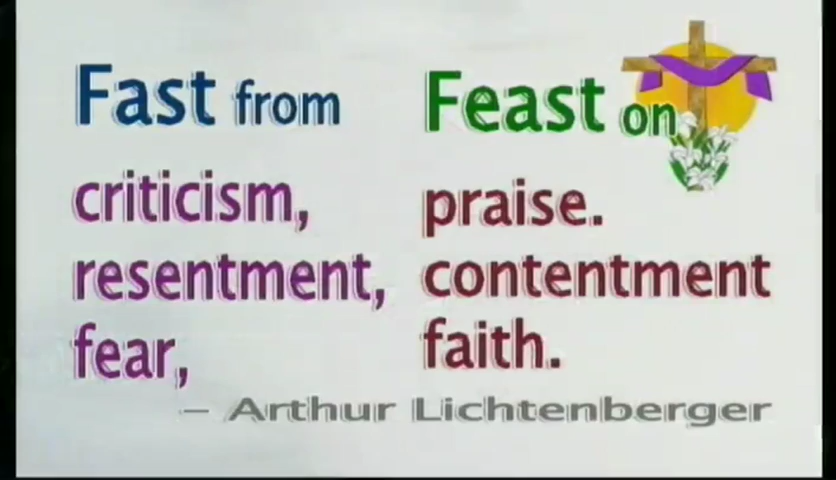 Fast from Feast on
criticism, praise.
resentment, contentment
fear, faith.
– Arthur Lichtenberger